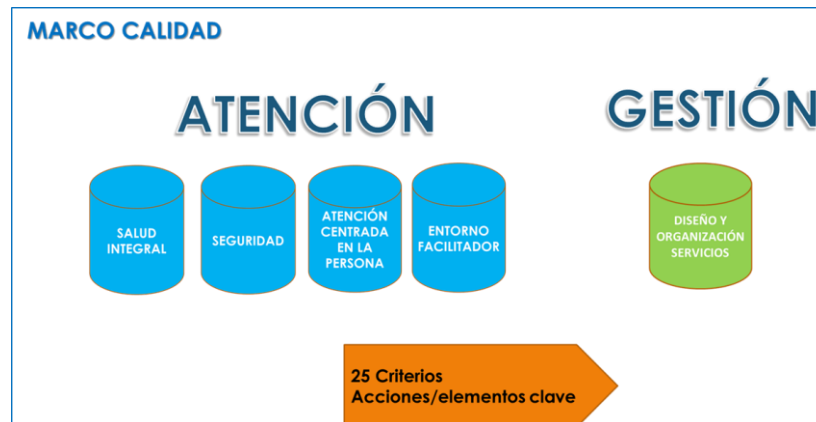 MARCO CALIDAD
ATENCIÓN
GESTIÓN
SALUD
INTEGRAL
SEGURIDAD
ATENCIÓN
CENTRADA
EN LA
PERSONA
ENTORNO
FACILITADOR
DISEÑO Y
ORGANIZACIÓN
SERVICIOS
25 Criterios
Acciones/elementos clave